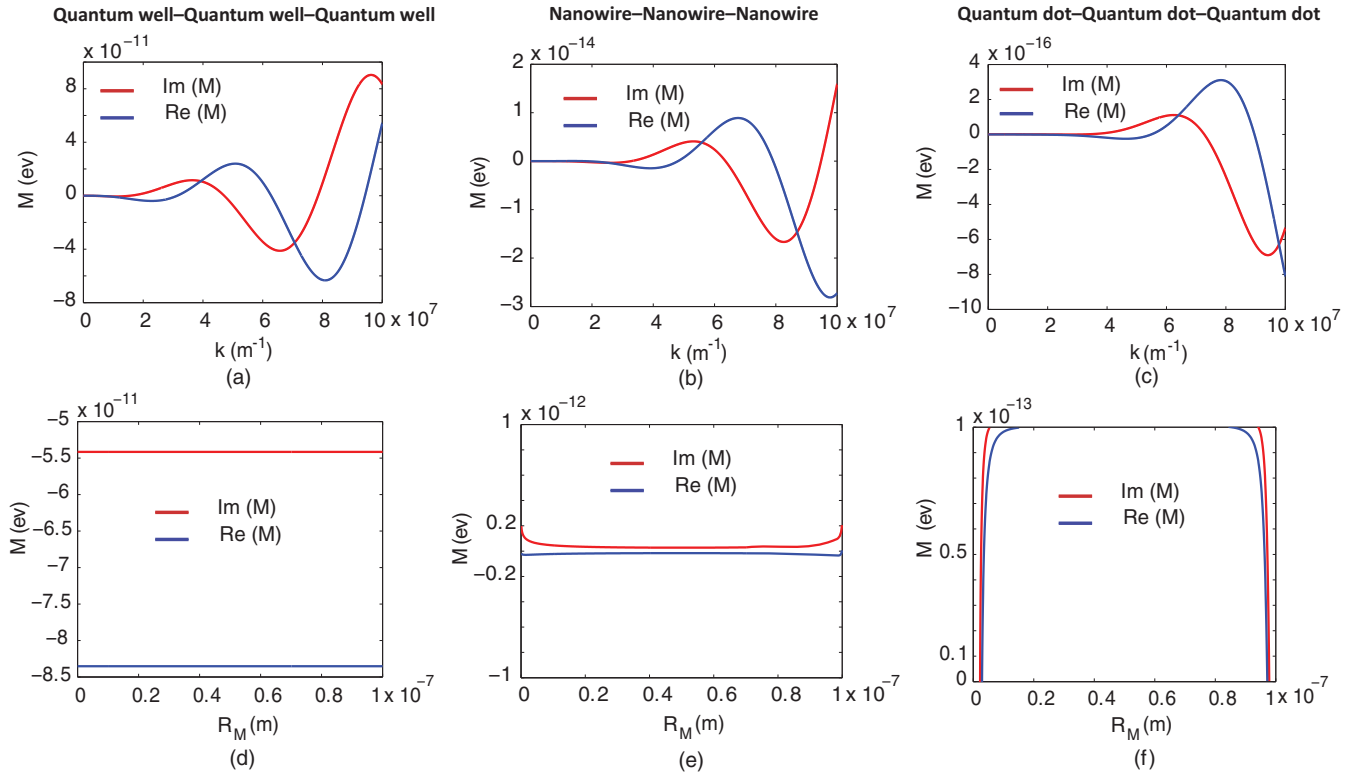 Quantum well–Quantum well–Quantum well
Nanowire–Nanowire–Nanowire
Quantum dot–Quantum dot–Quantum dot
x 10−11
8
4
0
−4
−8
M (ev)
Im (M)
Re (M)
0 2 4 6 8 10 x 10 7
k (m-1)
(a)
x 10−14
2
1
0
−1
−2
−3
M (ev)
Im (M)
Re (M)
0 2 4 6 8 10 x 10 7
k (m-1)
(b)
x 10−16
4
2
0
−2
−4
−6
−8
−10
M (ev)
Im (M)
Re (M)
0 2 4 6 8 10 x 10 7
k (m-1)
(c)
x 10−11
−5
−5.5
−6
−6.5
−7
−7.5
−8
−8.5
M (ev)
Im (M)
Re (M)
0 0.2 0.4 0.6 0.8 1 x 10−7
RM (m)
(d)
x 10−12
1
0.2
−0.2
−1
M (ev)
Im (M)
Re (M)
0 0.2 0.4 0.6 0.8 1 x 10−7
RM (m)
(e)
x 10−13
1
0.5
0.1
0
M (ev)
Im (M)
Re (M)
0 0.2 0.4 0.6 0.8 1 x 10−7
RM (m)
(f)